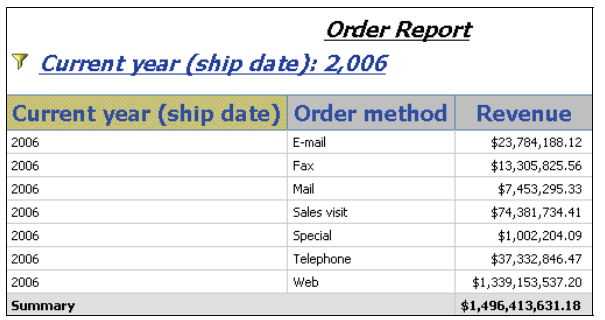 Order Report
Current year (ship date): 2,006
Current year (ship date) Order method Revenue
2006 E-mail $23,784,188.12
2006 Fax $13,305,825.56
2006 Mail $7,453,295.33
2006 Sales visit $74,381,734.41
2006 Special $1,002,204.09
2006 Telephone $37,332,846.47
2006 Web $1,339,153,537.20
Summary $1,496,413,631.18